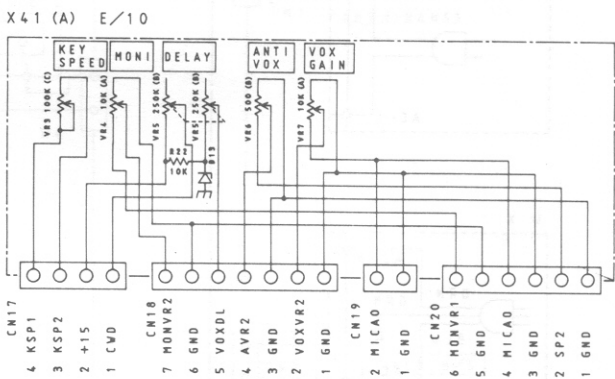 X41 (A) E/10
KEY
SPEED
MONI
DELAY
ANTI
VOX
VOX
GAIN
VR3 100K (C)
VR4 10K (A)
VR5 250K (B)
VR5 250K (B)
VR6 500 (B)
VR7 10K (A)
R22
10K
D13
CN17
4 KSP1
3 KSP2
2 +15
1 CWD
CN18
7 MONVR2
6 GND
5 VOXDL
4 AVR2
3 GND
2 VOXVR2
1 GND
CN19
2 MICAO
1 GND
CN20
6 MONVR1
5 GND
4 MICAO
3 GND
2 SP2
1 GND